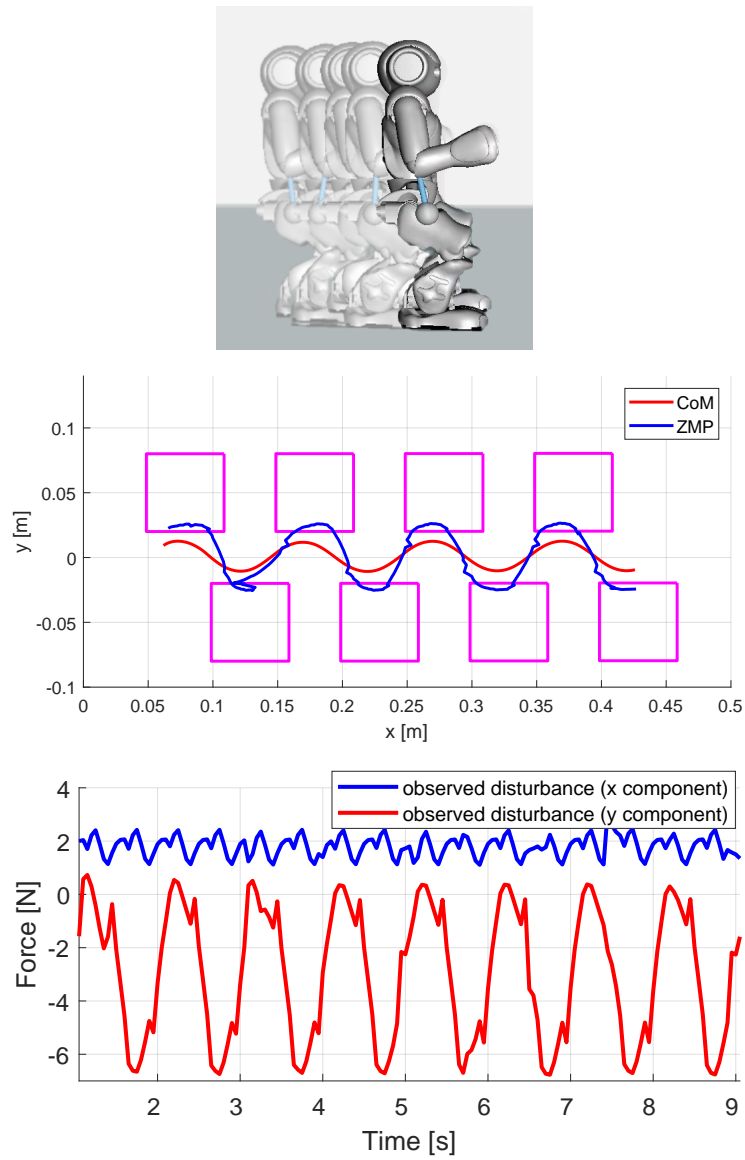 0.1
0.05
0
-0.05
-0.1
y [m]
CoM
ZMP
0 0.05 0.1 0.15 0.2 0.25 0.3 0.35 0.4 0.45 0.5
x [m]
4
2
0
-2
-4
-6
Force [N]
observed disturbance (x component)
observed disturbance (y component)
2 3 4 5 6 7 8 9
Time [s]